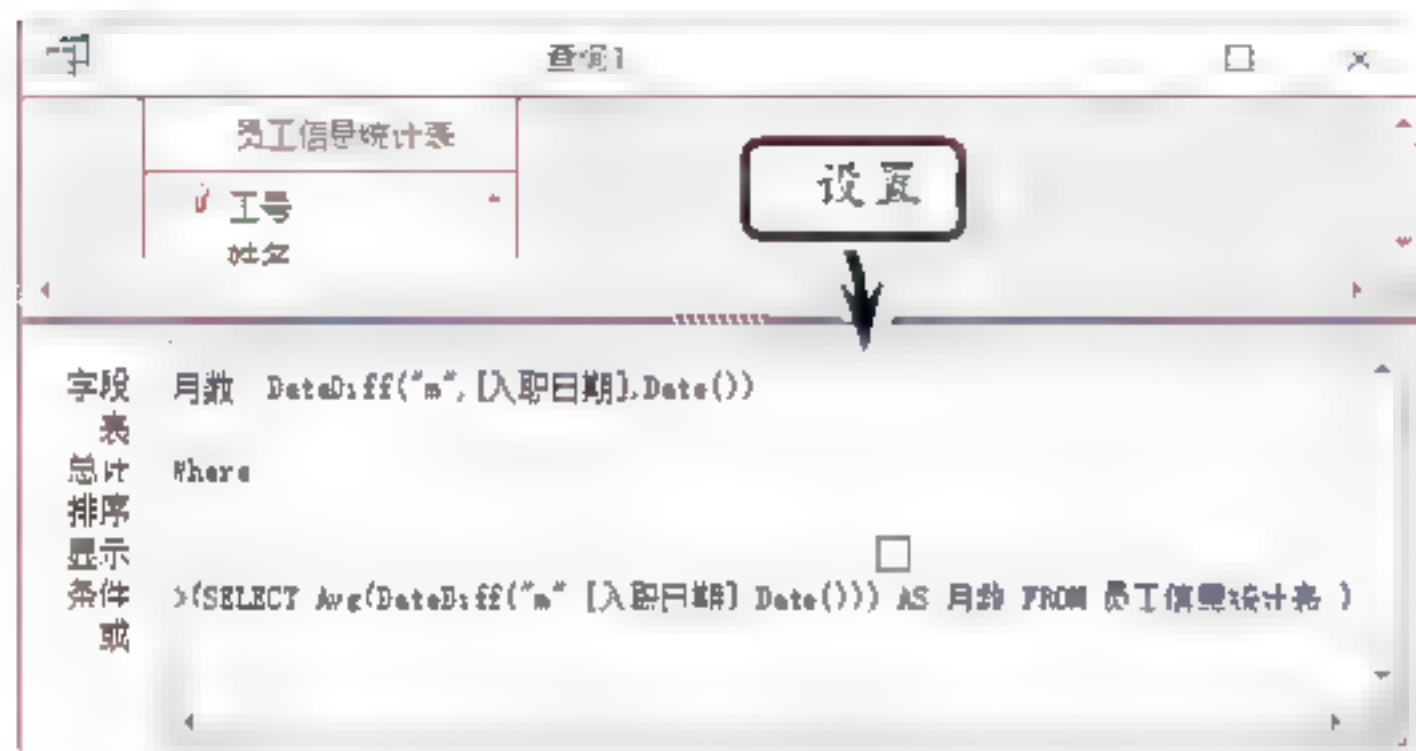 查询1
员工信息统计表
工号
姓名
设置
字段 月数 DateDiff("m",[入职日期],Date())
表
总计 Where
排序
显示
条件 >(SELECT Avg(DateDiff("m" [入职日期] Date())) AS 月数 FROM 员工信息统计表 )
或